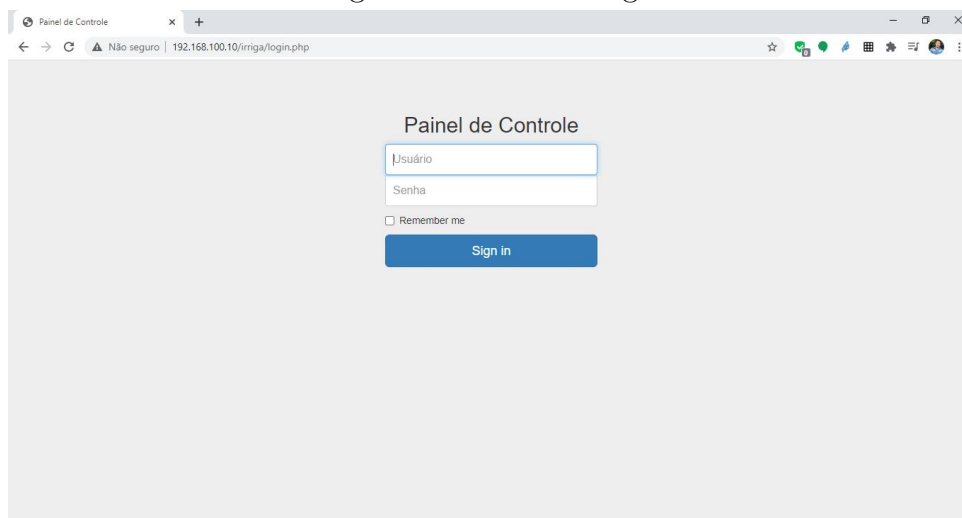 Painel de Controle
Não seguro | 192.168.100.10/irriga/login.php
Painel de Controle
Usuário
Senha
Remember me
Sign in